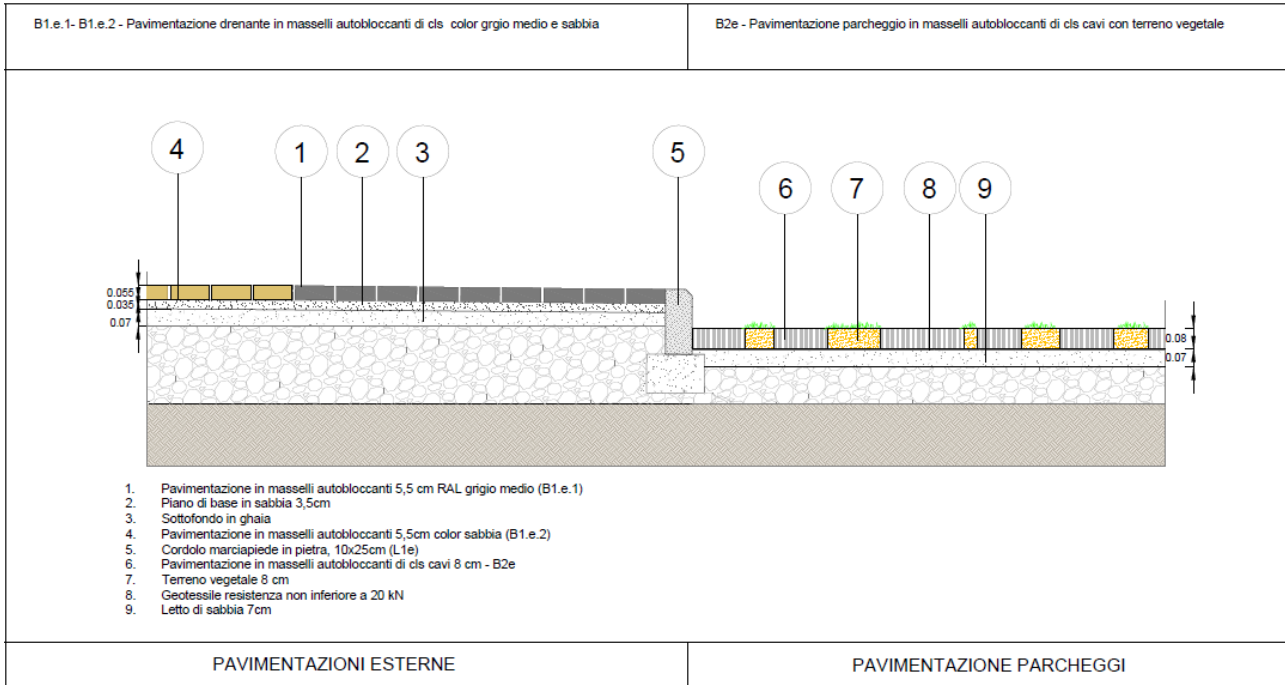 B1.e.1- B1.e.2 - Pavimentazione drenante in masselli autobloccanti di cls color grgio medio e sabbia
B2e - Pavimentazione parcheggio in masselli autobloccanti di cls cavi con terreno vegetale
4
1
2
3
5
6
7
8
9
0.055
0.035
0.07
0.08
0.07
1. Pavimentazione in masselli autobloccanti 5,5 cm RAL grigio medio (B1.e.1)
2. Piano di base in sabbia 3,5cm
3. Sottofondo in ghaia
4. Pavimentazione in masselli autobloccanti 5,5cm color sabbia (B1.e.2)
5. Cordolo marciapiede in pietra, 10x25cm (L1e)
6. Pavimentazione in masselli autobloccanti di cls cavi 8 cm - B2e
7. Terreno vegetale 8 cm
8. Geotessile resistenza non inferiore a 20 kN
9. Letto di sabbia 7cm
PAVIMENTAZIONI ESTERNE
PAVIMENTAZIONE PARCHEGGI